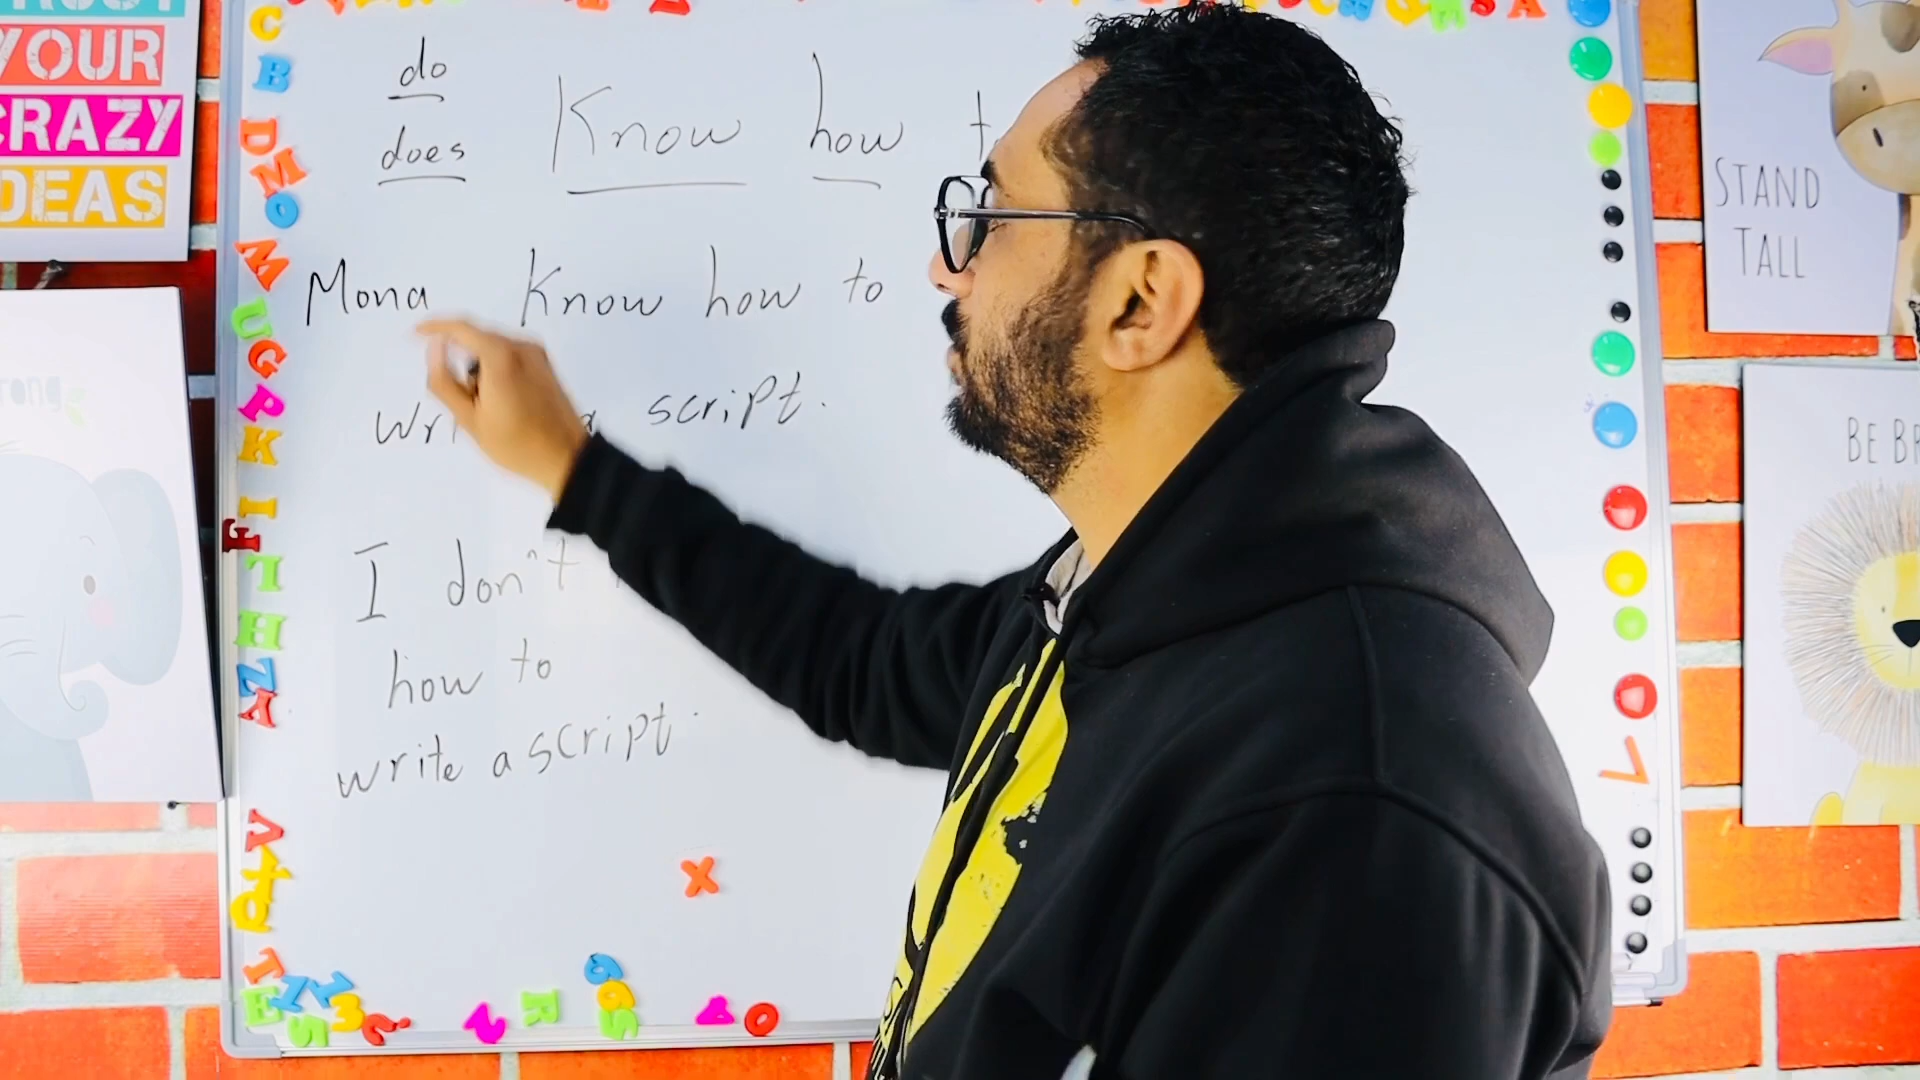 YOUR
CRAZY
IDEAS
do
does
Know how
Mona Know how to
a script.
I don't
how to
write a script.
STAND
TALL
BE